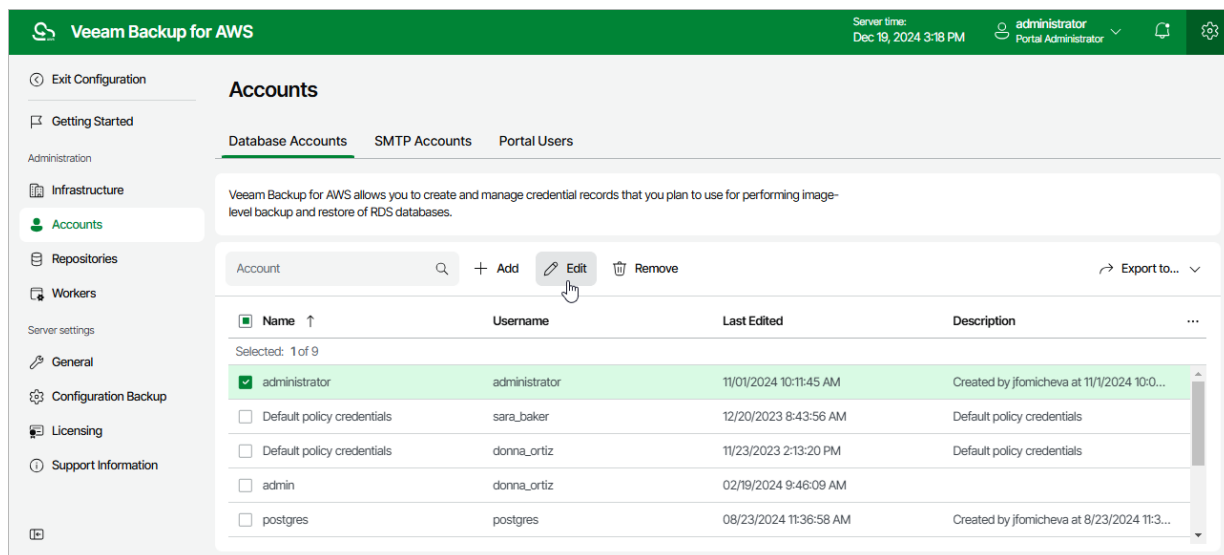 Veeam Backup for AWS
Server time:
Dec 19, 2024 3:18 PM
administrator
Portal Administrator
Exit Configuration
Getting Started
Administration
Infrastructure
Accounts
Repositories
Workers
Server settings
General
Configuration Backup
Licensing
Support Information
Accounts
Database Accounts SMTP Accounts Portal Users
Veeam Backup for AWS allows you to create and manage credential records that you plan to use for performing image-
level backup and restore of RDS databases.
Account Add Edit Remove Export to...
Name ↑ Username Last Edited Description ...
Selected: 1 of 9
administrator administrator 11/01/2024 10:11:45 AM Created by jfomicheva at 11/1/2024 10:0...
Default policy credentials sara_baker 12/20/2023 8:43:56 AM Default policy credentials
Default policy credentials donna_ortiz 11/23/2023 2:13:20 PM Default policy credentials
admin donna_ortiz 02/19/2024 9:46:09 AM
postgres postgres 08/23/2024 11:36:58 AM Created by jfomicheva at 8/23/2024 11:3...